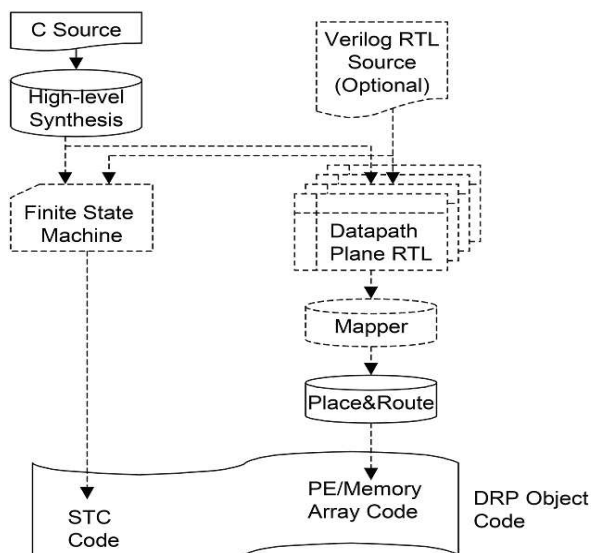 C Source
Verilog RTL
Source
(Optional)
High-level
Synthesis
Finite State
Machine
Datapath
Plane RTL
Mapper
Place&Route
STC
Code
PE/Memory
Array Code
DRP Object
Code